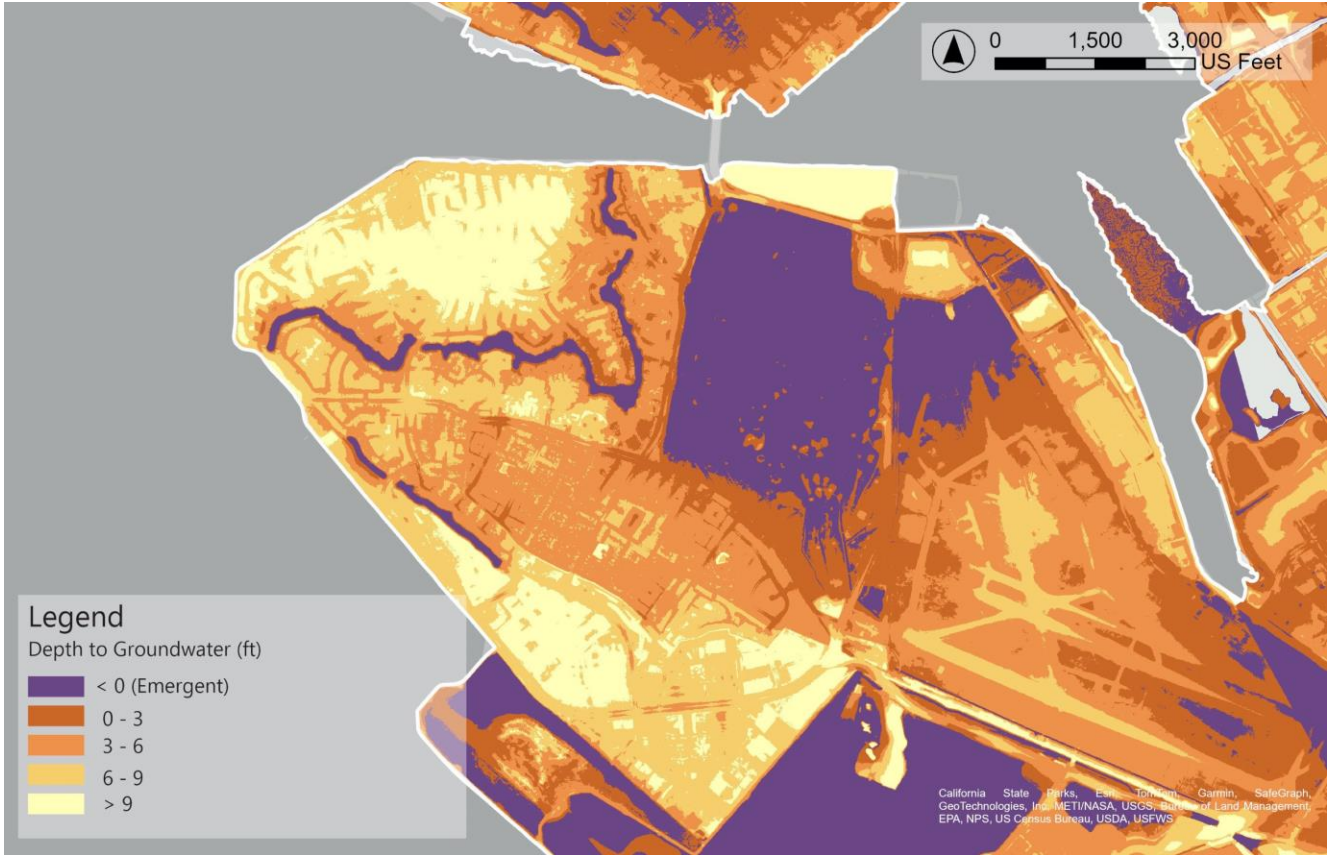 0 1,500 3,000
US Feet
Legend
Depth to Groundwater (ft)
< 0 (Emergent)
0 - 3
3 - 6
6 - 9
> 9
California State Parks, Esri, TomTom, Garmin, SafeGraph,
GeoTechnologies, Inc, METI/NASA, USGS, Bureau of Land Management,
EPA, NPS, US Census Bureau, USDA, USFWS